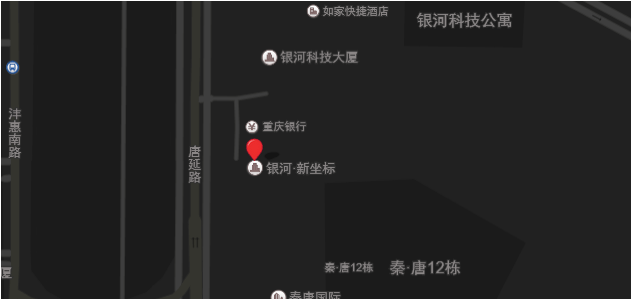 如家快捷酒店
银河科技公寓
银河科技大厦
重庆银行
沣惠南路
唐延路
银河·新坐标
秦·唐12栋
秦·唐12栋
厦